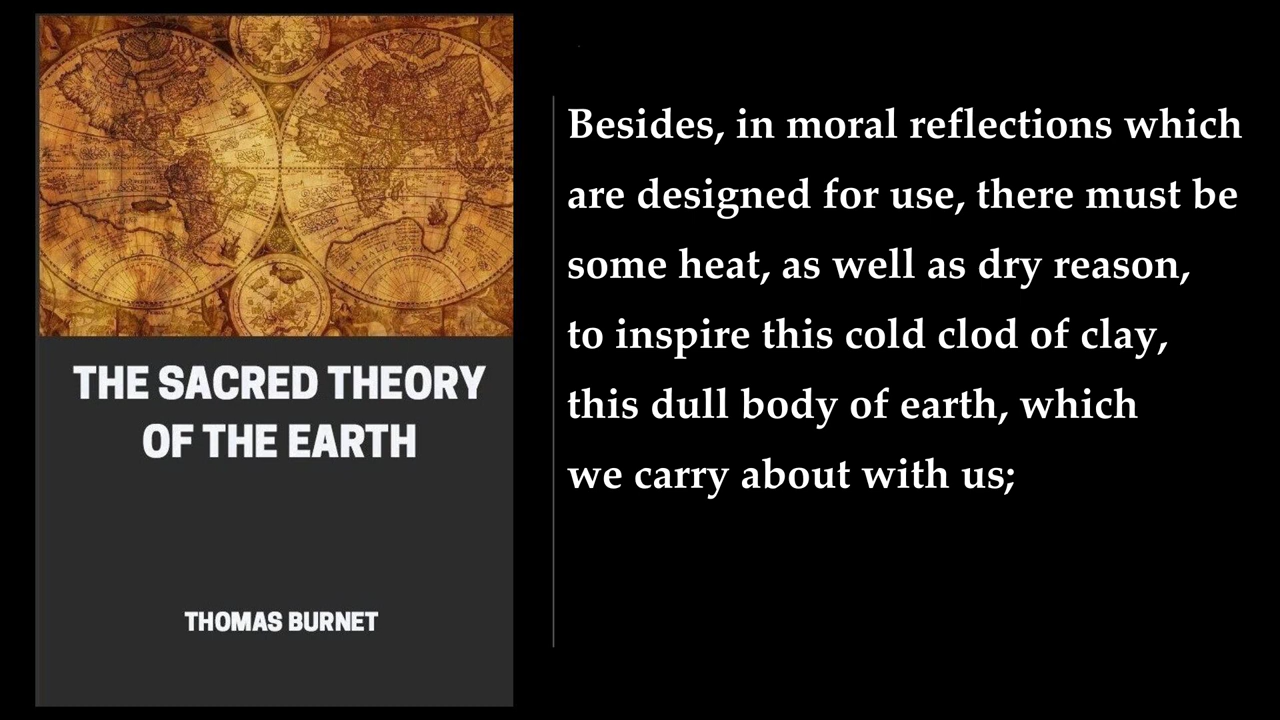 THE SACRED THEORY
OF THE EARTH
THOMAS BURNET
Besides, in moral reflections which
are designed for use, there must be
some heat, as well as dry reason,
to inspire this cold clod of clay,
this dull body of earth, which
we carry about with us;